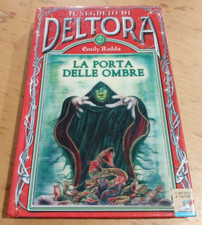 IL SEGRETO DI
DELTORA
Emily Rodda
LA PORTA
DELLE OMBRE